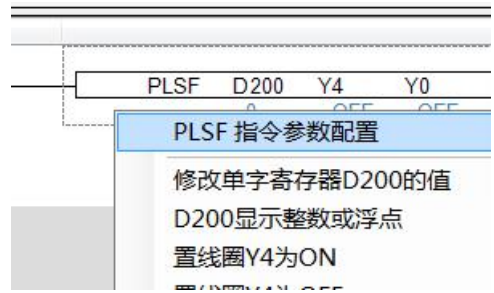 PLSF D200 Y4 Y0
PLSF 指令参数配置
修改单字寄存器D200的值
D200显示整数或浮点
置线圈Y4为ON